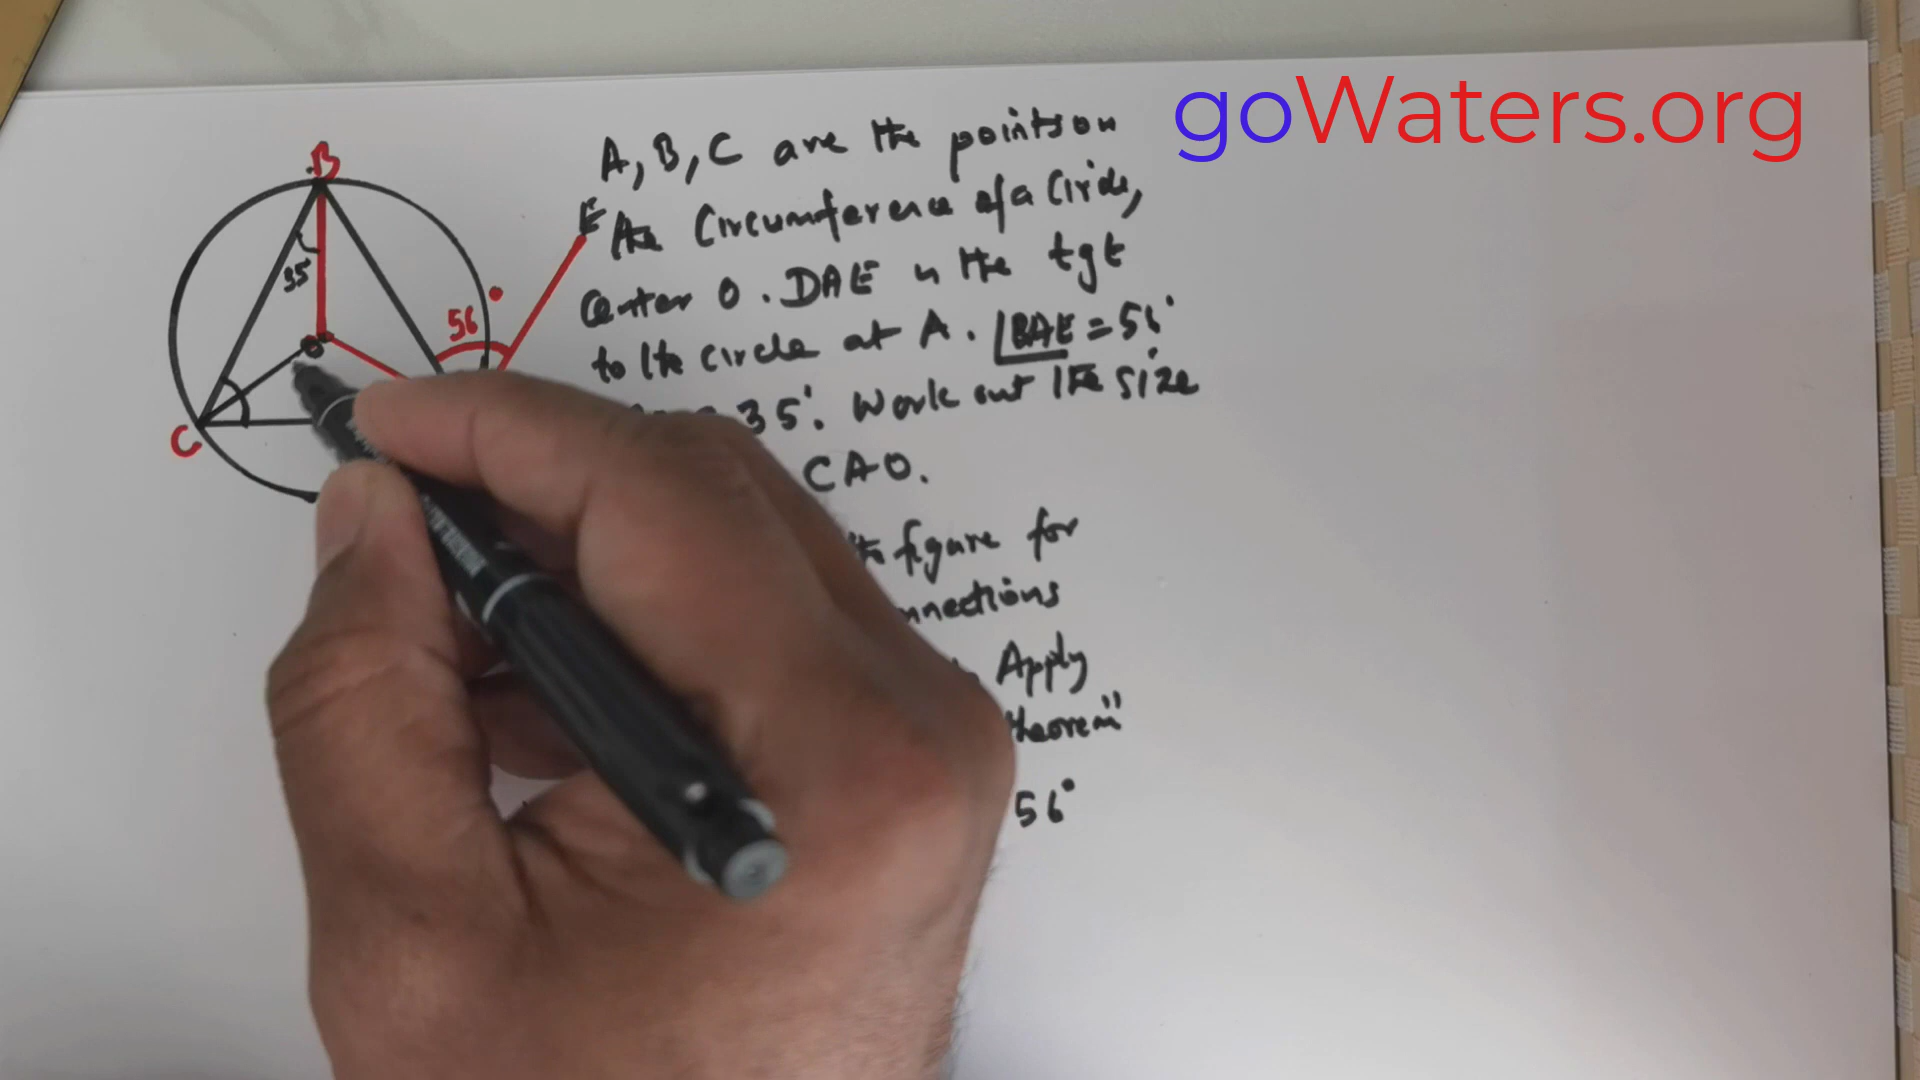 goWaters.org
A, B, C are the points on
the Circumference of a Circle,
Center O. DAE is the tgt
to the circle at A. ∠BAE = 56°
35°. Work out the size
CAO.
figure for
Apply
theorem"
56°
B
E
35°
56°
O
C